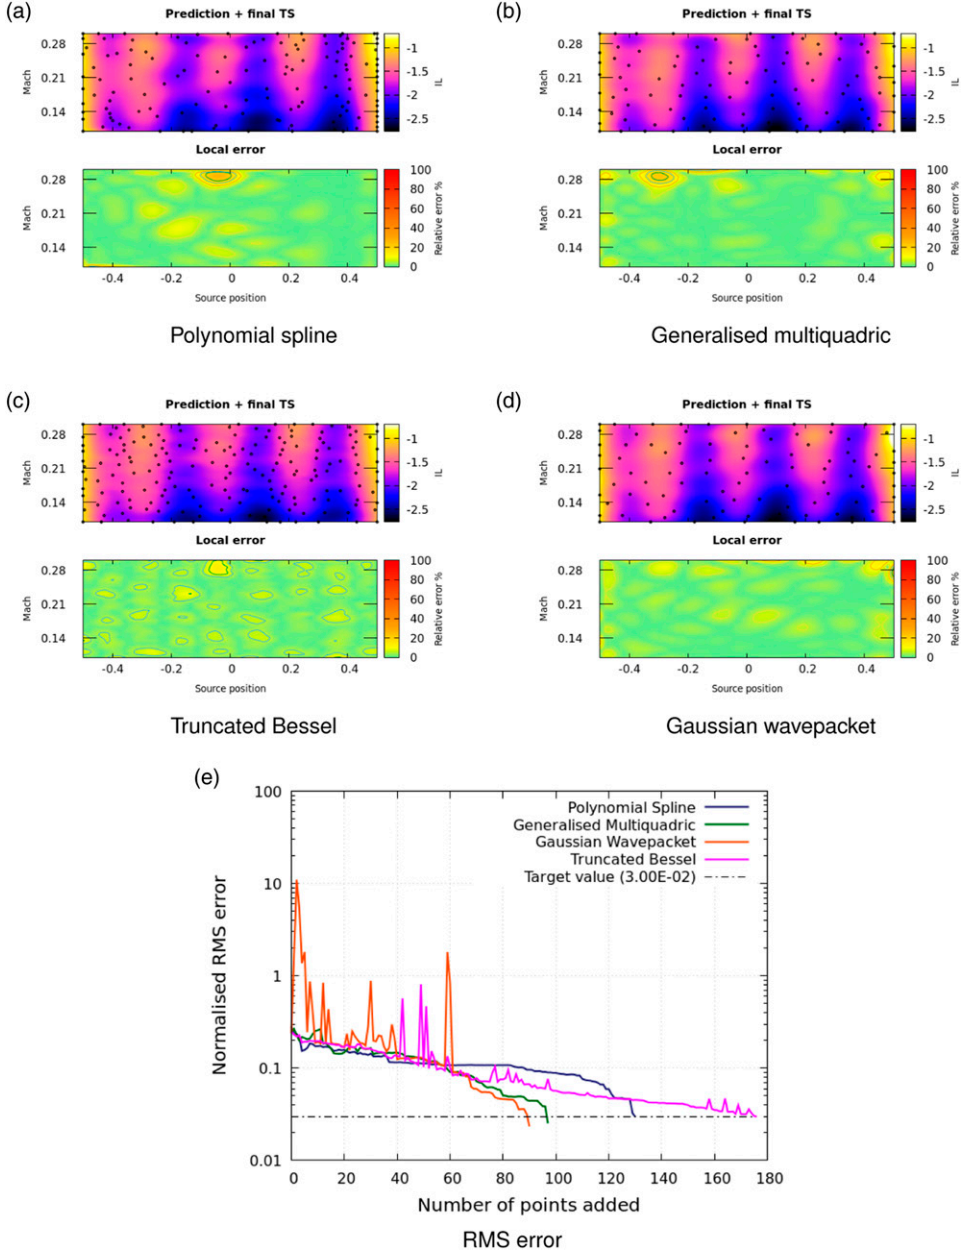 (a)
Prediction + final TS
0.28
0.21
0.14
Mach
-1
-1.5
-2
-2.5
IL
Local error
0.28
0.21
0.14
Mach
100
80
60
40
20
0
Relative error %
-0.4 -0.2 0 0.2 0.4
Source position
Polynomial spline
(b)
Prediction + final TS
0.28
0.21
0.14
Mach
-1
-1.5
-2
-2.5
IL
Local error
0.28
0.21
0.14
Mach
100
80
60
40
20
0
Relative error %
-0.4 -0.2 0 0.2 0.4
Source position
Generalised multiquadric
(c)
Prediction + final TS
0.28
0.21
0.14
Mach
-1
-1.5
-2
-2.5
IL
Local error
0.28
0.21
0.14
Mach
100
80
60
40
20
0
Relative error %
-0.4 -0.2 0 0.2 0.4
Source position
Truncated Bessel
(d)
Prediction + final TS
0.28
0.21
0.14
Mach
-1
-1.5
-2
-2.5
IL
Local error
0.28
0.21
0.14
Mach
100
80
60
40
20
0
Relative error %
-0.4 -0.2 0 0.2 0.4
Source position
Gaussian wavepacket
(e)
100
10
1
0.1
0.01
Normalised RMS error
Polynomial Spline
Generalised Multiquadric
Gaussian Wavepacket
Truncated Bessel
Target value (3.00E-02)
0 20 40 60 80 100 120 140 160 180
Number of points added
RMS error